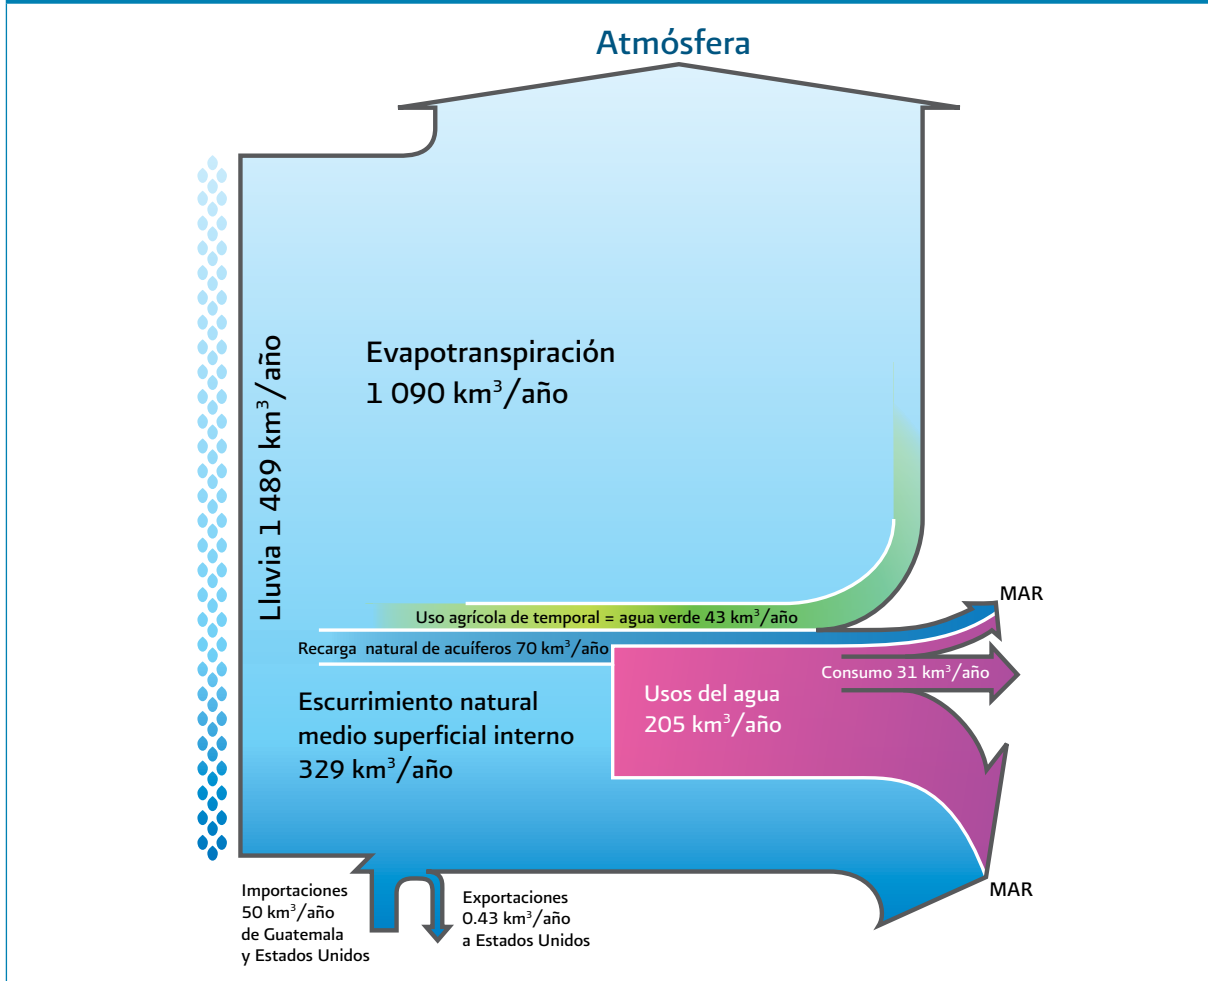 Atmósfera
Lluvia 1 489 km³/año
Evapotranspiración
1 090 km³/año
Uso agrícola de temporal = agua verde 43 km³/año
MAR
Recarga natural de acuíferos 70 km³/año
Consumo 31 km³/año
Usos del agua
205 km³/año
Escurrimiento natural
medio superficial interno
329 km³/año
MAR
Importaciones
50 km³/año
de Guatemala
y Estados Unidos
Exportaciones
0.43 km³/año
a Estados Unidos